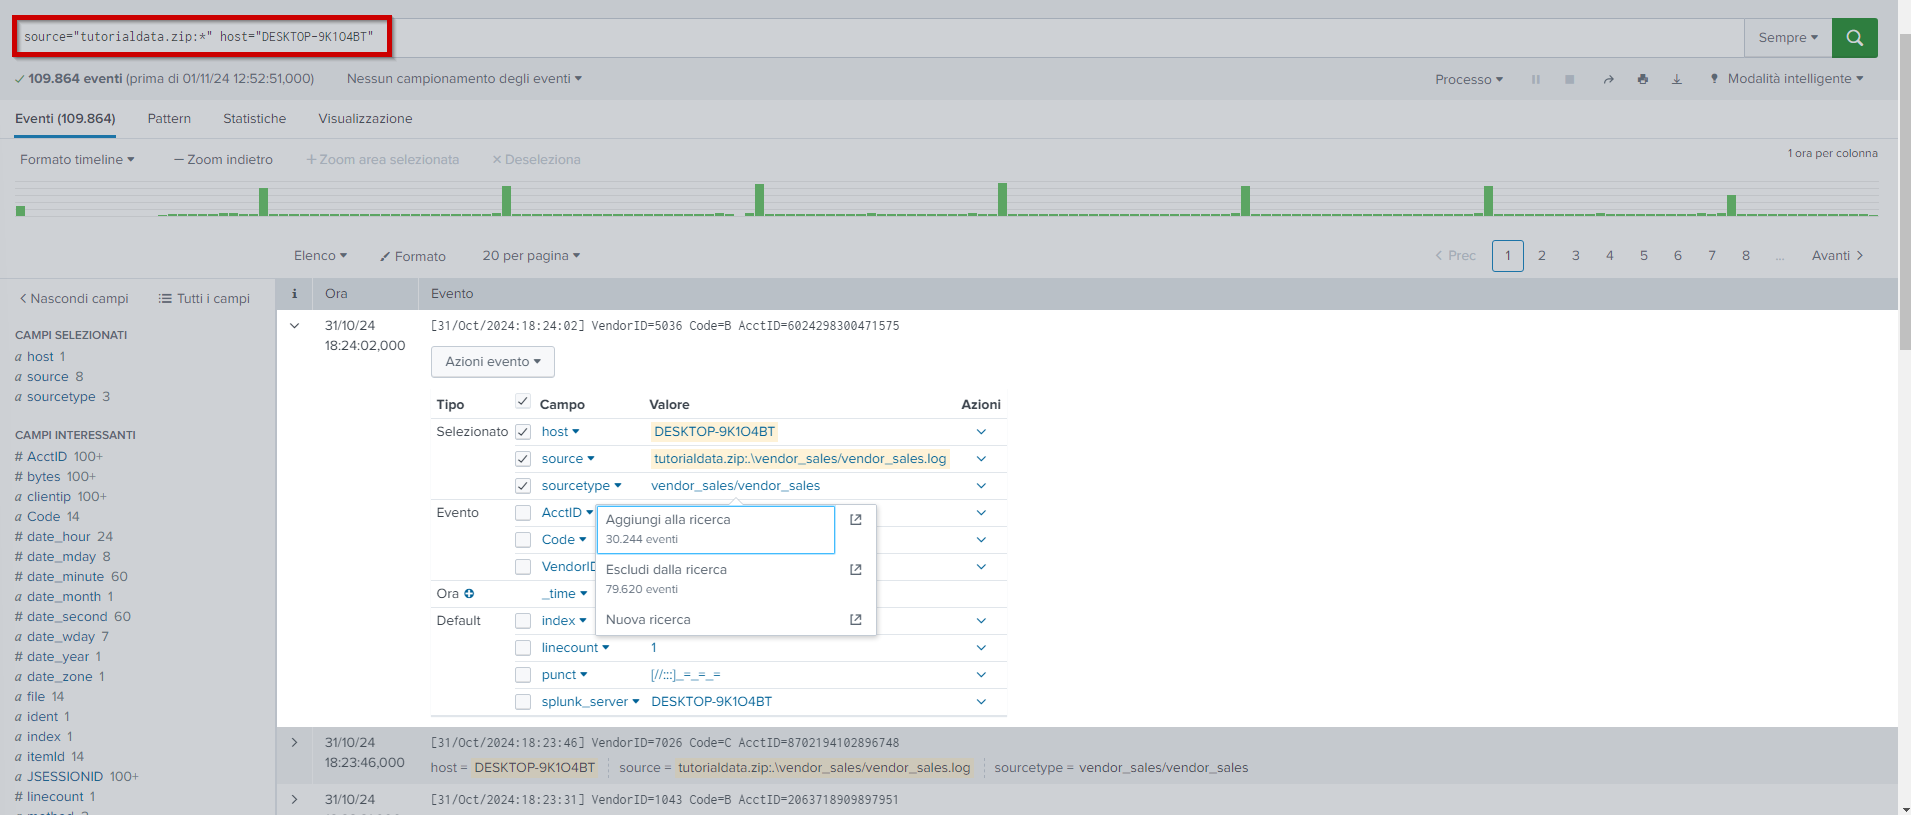 source="tutorialdata.zip:*" host="DESKTOP-9K1O4BT"
Sempre
109.864 eventi (prima di 01/11/24 12:52:51,000)
Nessun campionamento degli eventi
Processo
Modalità intelligente
Eventi (109.864)
Pattern
Statistiche
Visualizzazione
Formato timeline
— Zoom indietro
+ Zoom area selezionata
× Deseleziona
1 ora per colonna
Elenco
Formato
20 per pagina
< Prec 1 2 3 4 5 6 7 8 ... Avanti >
< Nascondi campi
Tutti i campi
i Ora Evento
CAMPI SELEZIONATI
a host 1
a source 8
a sourcetype 3
CAMPI INTERESSANTI
# AcctID 100+
# bytes 100+
a clientip 100+
a Code 14
# date_hour 24
# date_mday 8
# date_minute 60
a date_month 1
# date_second 60
a date_wday 7
# date_year 1
a date_zone 1
a file 14
a ident 1
a index 1
a itemId 14
a JSESSIONID 100+
# linecount 1
31/10/24
18:24:02,000
[31/Oct/2024:18:24:02] VendorID=5036 Code=B AcctID=6024298300471575
Azioni evento
Tipo Campo Valore Azioni
Selezionato host DESKTOP-9K1O4BT
source tutorialdata.zip:.\vendor_sales/vendor_sales.log
sourcetype vendor_sales/vendor_sales
Evento AcctID
Code
VendorID
Aggiungi alla ricerca
30.244 eventi
Escludi dalla ricerca
79.620 eventi
Nuova ricerca
Ora _time
Default index
linecount 1
punct [//:::]_=_=_=
splunk_server DESKTOP-9K1O4BT
31/10/24
18:23:46,000
[31/Oct/2024:18:23:46] VendorID=7026 Code=C AcctID=8702194102896748
host = DESKTOP-9K1O4BT source = tutorialdata.zip:.\vendor_sales/vendor_sales.log sourcetype = vendor_sales/vendor_sales
31/10/24
[31/Oct/2024:18:23:31] VendorID=1043 Code=B AcctID=2063718909897951